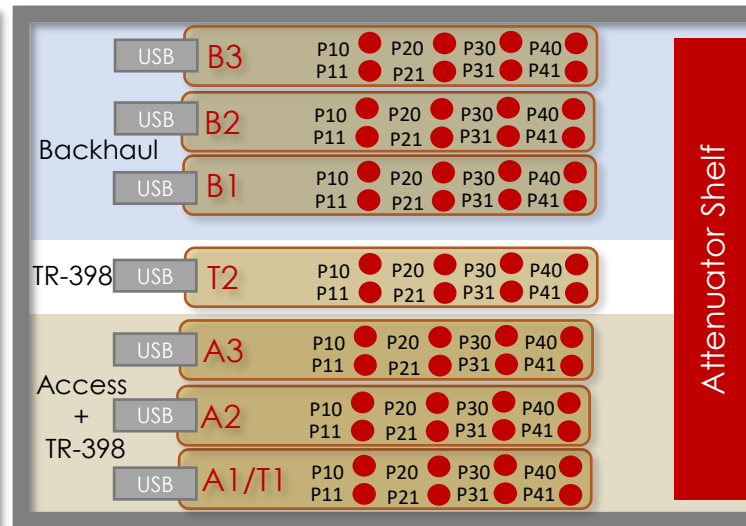 USB B3 P10 P20 P30 P40
P11 P21 P31 P41
USB B2 P10 P20 P30 P40
P11 P21 P31 P41
Backhaul
USB B1 P10 P20 P30 P40
P11 P21 P31 P41
TR-398 USB T2 P10 P20 P30 P40
P11 P21 P31 P41
USB A3 P10 P20 P30 P40
P11 P21 P31 P41
Access
+
TR-398
USB A2 P10 P20 P30 P40
P11 P21 P31 P41
USB A1/T1 P10 P20 P30 P40
P11 P21 P31 P41
Attenuator Shelf